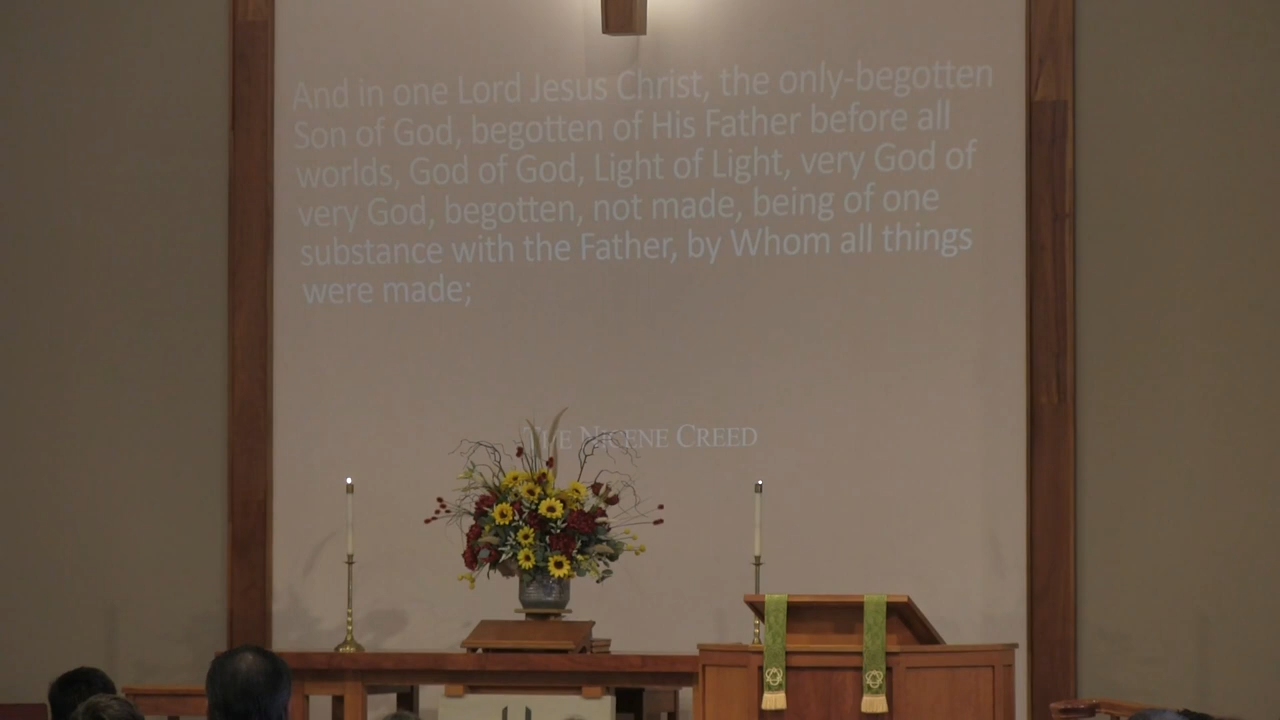 And in one Lord Jesus Christ, the only-begotten
Son of God, begotten of His Father before all
worlds, God of God, Light of Light, very God of
very God, begotten, not made, being of one
substance with the Father, by Whom all things
were made;
THE NICENE CREED